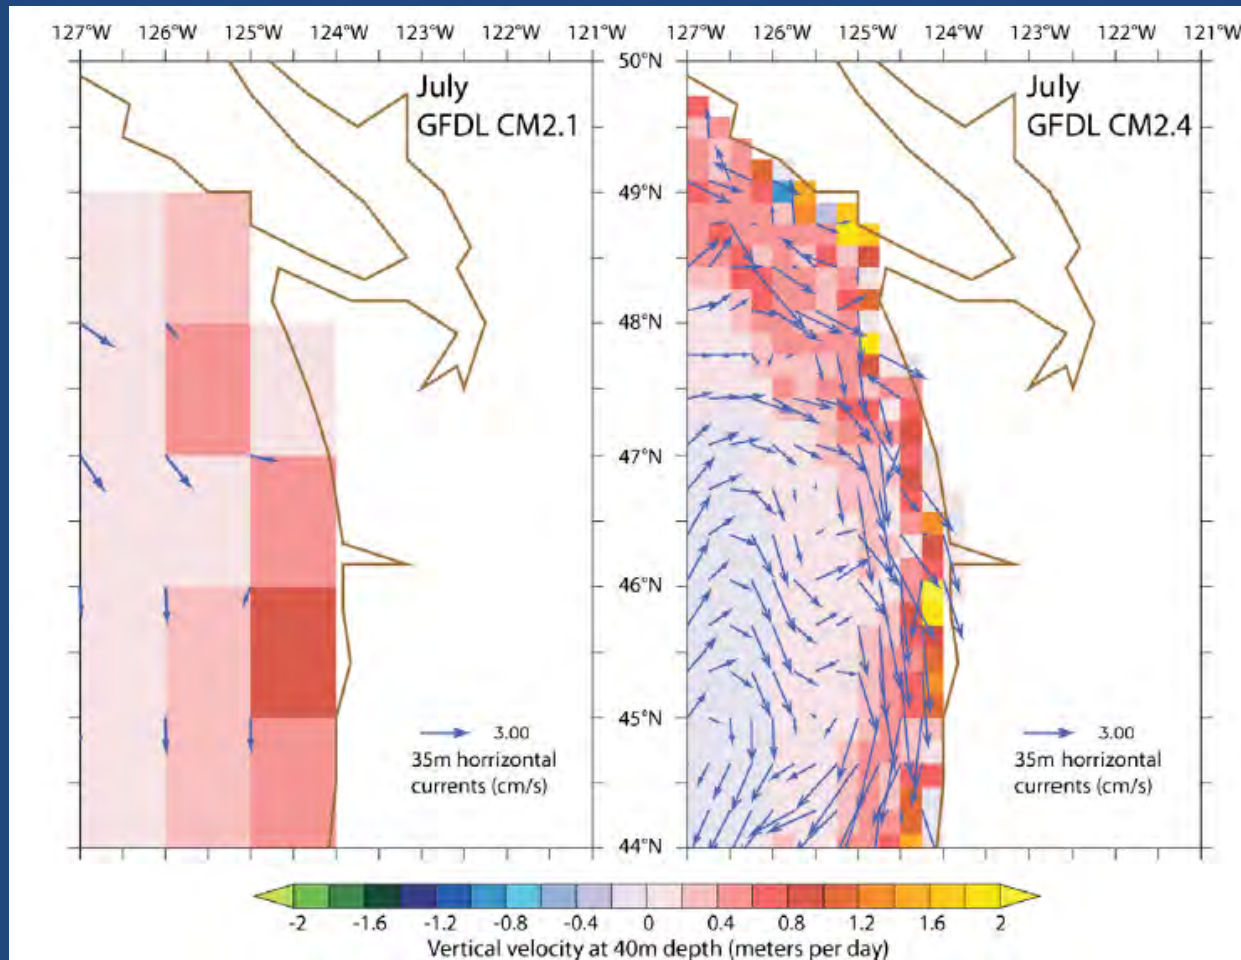 127°W 126°W 125°W 124°W 123°W 122°W 121°W 127°W 126°W 125°W 124°W 123°W 122°W 121°W
50°N
July
GFDL CM2.1
July
GFDL CM2.4
49°N
48°N
47°N
46°N
45°N
3.00
35m horrizontal
currents (cm/s)
3.00
35m horrizontal
currents (cm/s)
44°N
-2 -1.6 -1.2 -0.8 -0.4 0 0.4 0.8 1.2 1.6 2
Vertical velocity at 40m depth (meters per day)